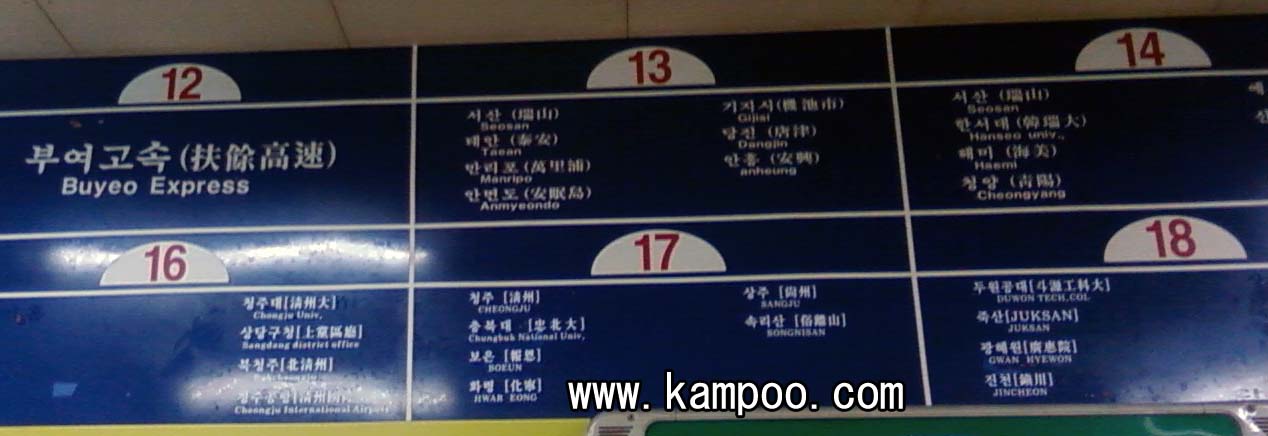 12
부여고속(扶餘高速)
Buyeo Express
13
서산 (瑞山)
Seosan
태안 (泰安)
Taean
만리포 (萬里浦)
Manripo
안면도 (安眠島)
Anmyeondo
기지시(機池市)
Gijisi
당진 (唐津)
Dangjin
안흥 (安興)
anheung
14
서산 (瑞山)
Seosan
한서대 (韓瑞大)
Hanseo univ.,
해미 (海美)
Haemi
청양 (靑陽)
Cheongyang
16
청주대[淸州大]
Chongju Univ,
상당구청[上黨區廳]
Sangdang district office
북청주[北淸州]
청주공항
Cheongju International Airport
17
청주 [淸州]
CHEONGJU
충북대 [忠北大]
Chungbuk National Univ,
보은 [報恩]
BOEUN
화령 [化寧]
HWAR EONG
상주 [尙州]
SANGJU
속리산 [俗離山]
SONGNISAN
18
두원공대[斗源工科大]
DUWON TECH.COL
죽산[JUKSAN]
JUKSAN
광혜원[廣惠院]
GWAN HYEWON
진천[鎭川]
JINCHEON
www.kampoo.com